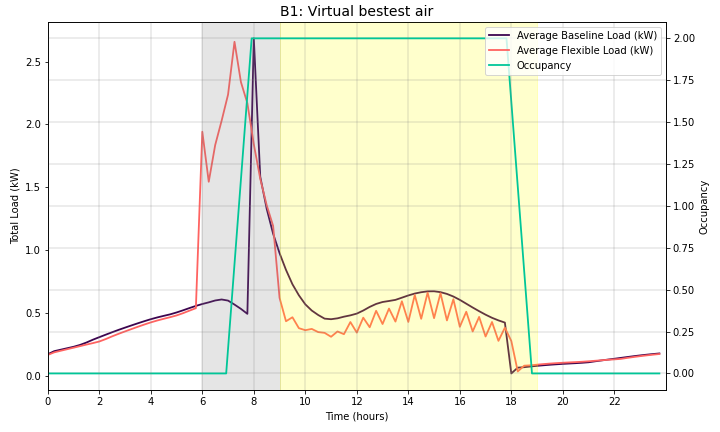 B1: Virtual bestest air
Average Baseline Load (kW)
Average Flexible Load (kW)
Occupancy
Total Load (kW)
2.5
2.0
1.5
1.0
0.5
0.0
2.00
1.75
1.50
1.25
1.00
0.75
0.50
0.25
0.00
Occupancy
0 2 4 6 8 10 12 14 16 18 20 22
Time (hours)